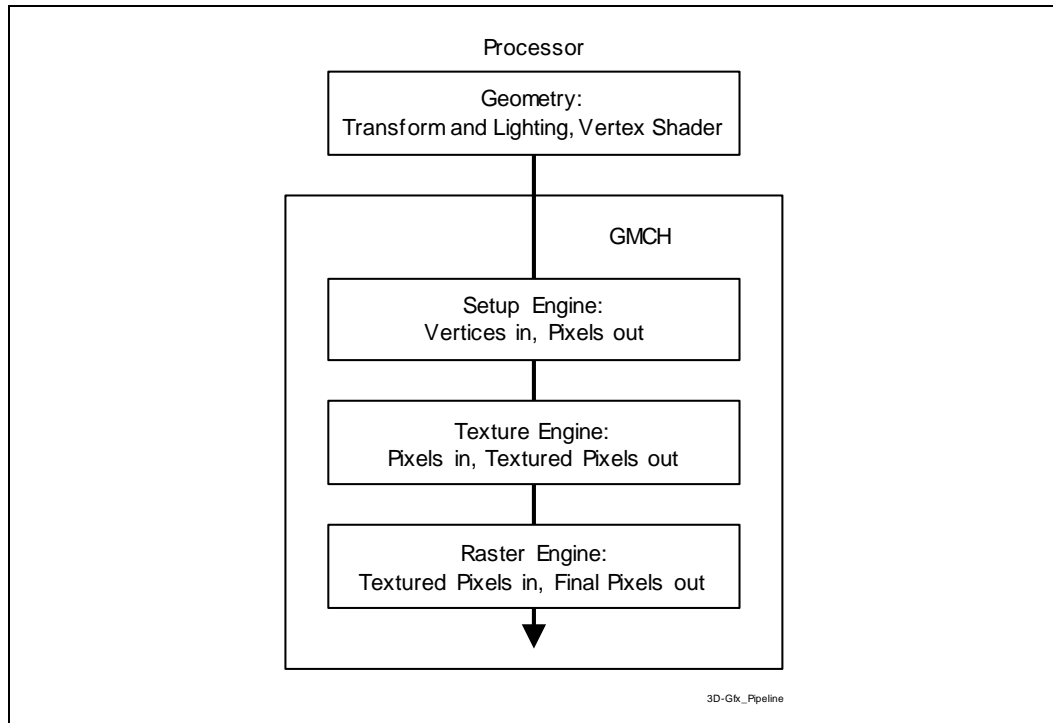 Processor
Geometry:
Transform and Lighting, Vertex Shader
GMCH
Setup Engine:
Vertices in, Pixels out
Texture Engine:
Pixels in, Textured Pixels out
Raster Engine:
Textured Pixels in, Final Pixels out
3D-Gfx_Pipeline